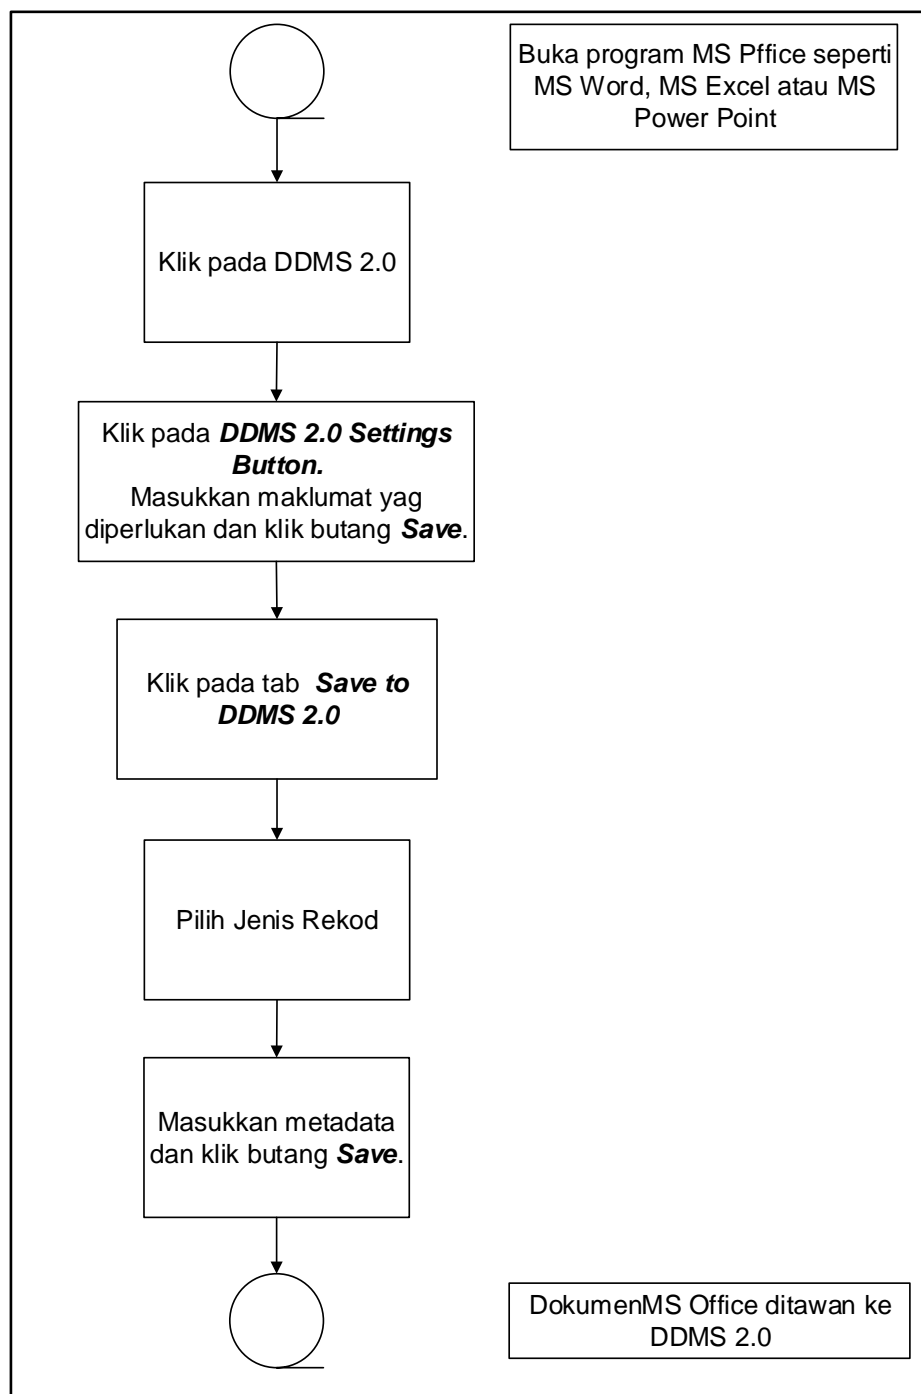 Buka program MS Pffice seperti
MS Word, MS Excel atau MS
Power Point
Klik pada DDMS 2.0
Klik pada DDMS 2.0 Settings
Button.
Masukkan maklumat yag
diperlukan dan klik butang Save.
Klik pada tab Save to
DDMS 2.0
Pilih Jenis Rekod
Masukkan metadata
dan klik butang Save.
DokumenMS Office ditawan ke
DDMS 2.0